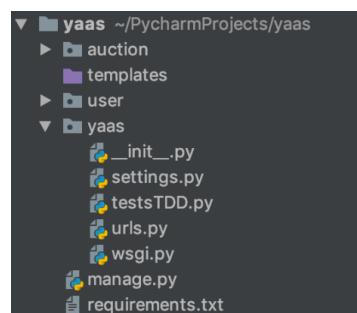 yaas ~/PycharmProjects/yaas
auction
templates
user
yaas
__init__.py
settings.py
testsTDD.py
urls.py
wsgi.py
manage.py
requirements.txt